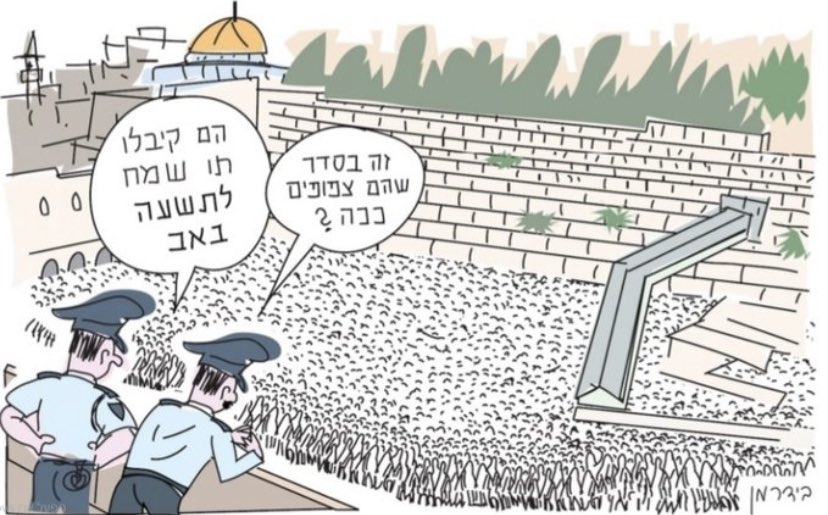 זה בסדר
שהם צפופים
ככה?
הם קיבלו
תו שמח
לתשעה
באב
בידרמן